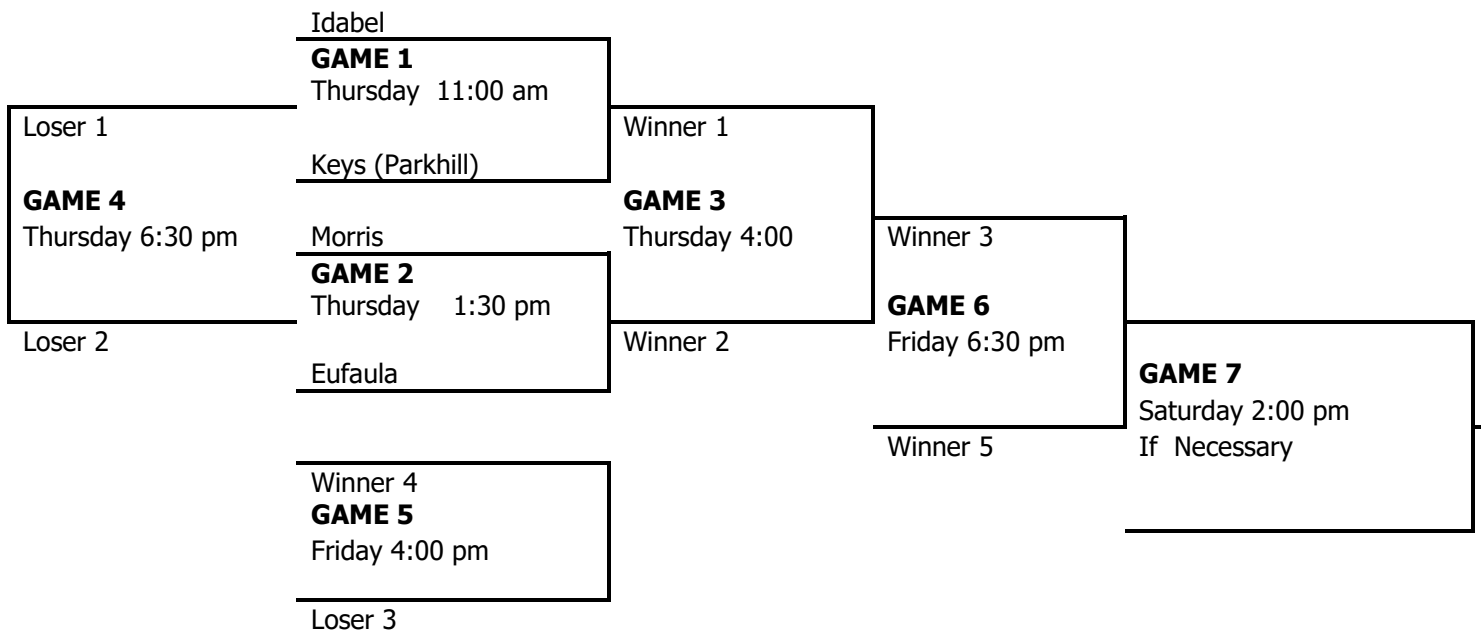 Idabel
GAME 1
Thursday 11:00 am
Loser 1
Winner 1
Keys (Parkhill)
GAME 4
GAME 3
Thursday 6:30 pm
Morris
Thursday 4:00
Winner 3
GAME 2
Thursday 1:30 pm
GAME 6
Loser 2
Winner 2
Friday 6:30 pm
Eufaula
GAME 7
Saturday 2:00 pm
Winner 5
If Necessary
Winner 4
GAME 5
Friday 4:00 pm
Loser 3